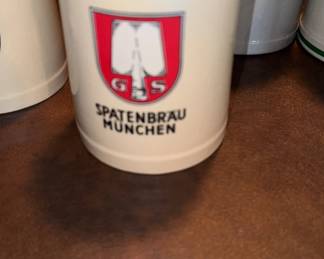 G S
SPATENBRÄU
MÜNCHEN